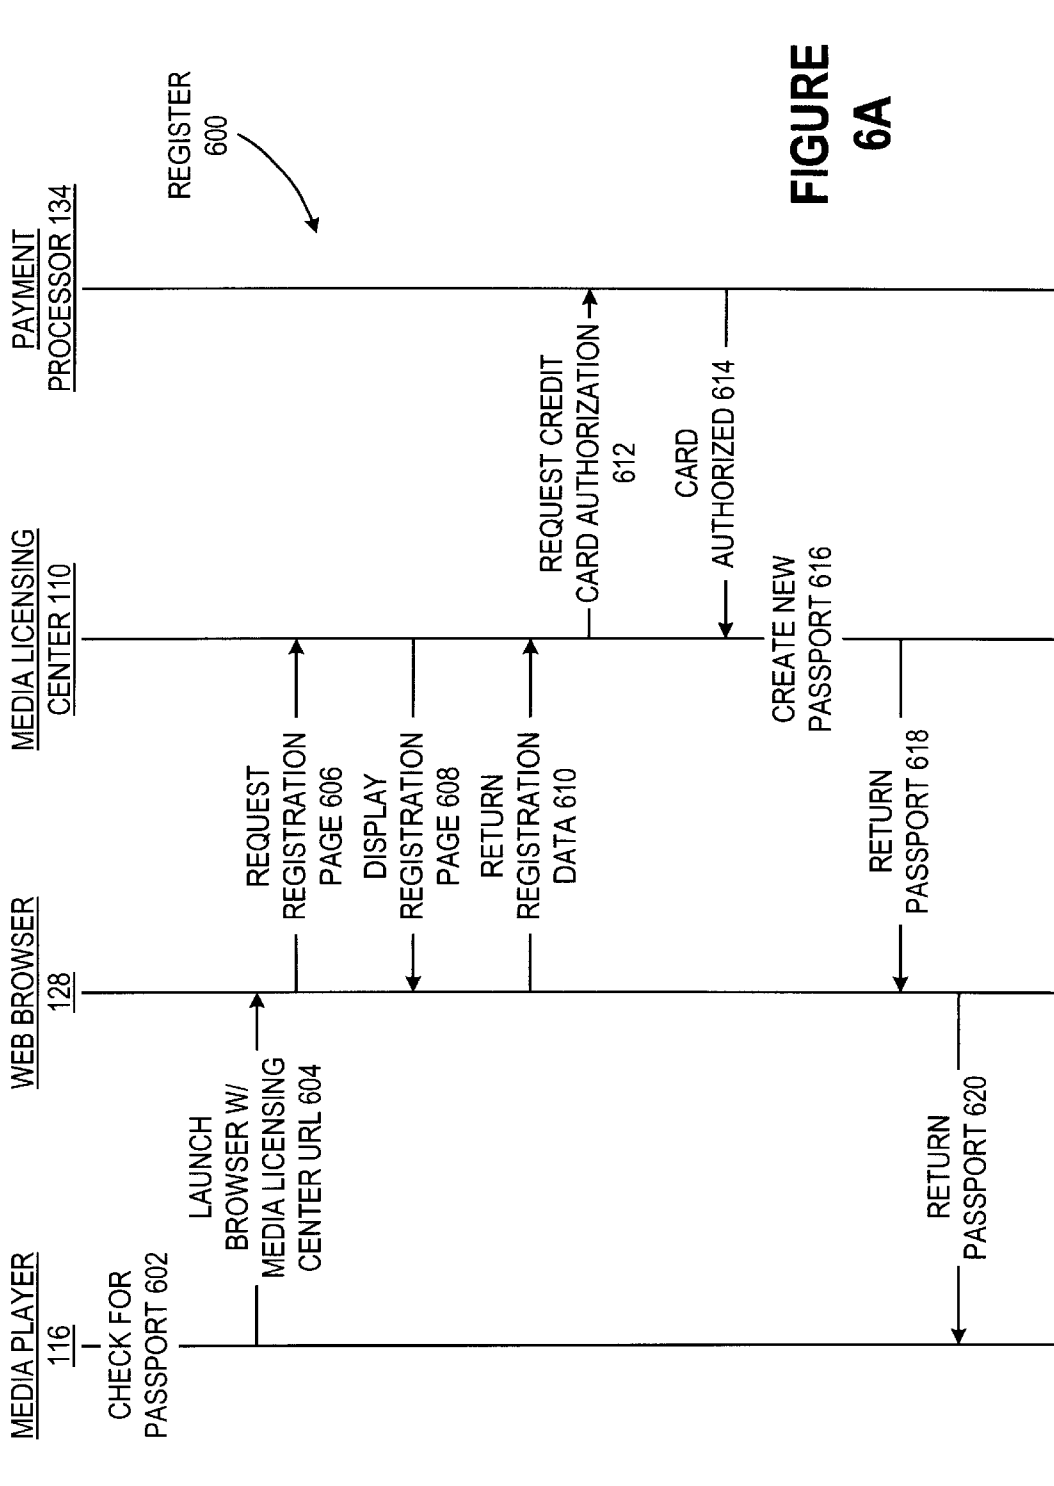 MEDIA PLAYER
116
WEB BROWSER
128
MEDIA LICENSING
CENTER 110
PAYMENT
PROCESSOR 134
CHECK FOR
PASSPORT 602
REGISTER
600
LAUNCH
BROWSER W/
MEDIA LICENSING
CENTER URL 604
REQUEST
REGISTRATION
PAGE 606
DISPLAY
REGISTRATION
PAGE 608
RETURN
REGISTRATION
DATA 610
REQUEST CREDIT
CARD AUTHORIZATION
612
CARD
AUTHORIZED 614
CREATE NEW
PASSPORT 616
RETURN
PASSPORT 618
RETURN
PASSPORT 620
FIGURE
6A